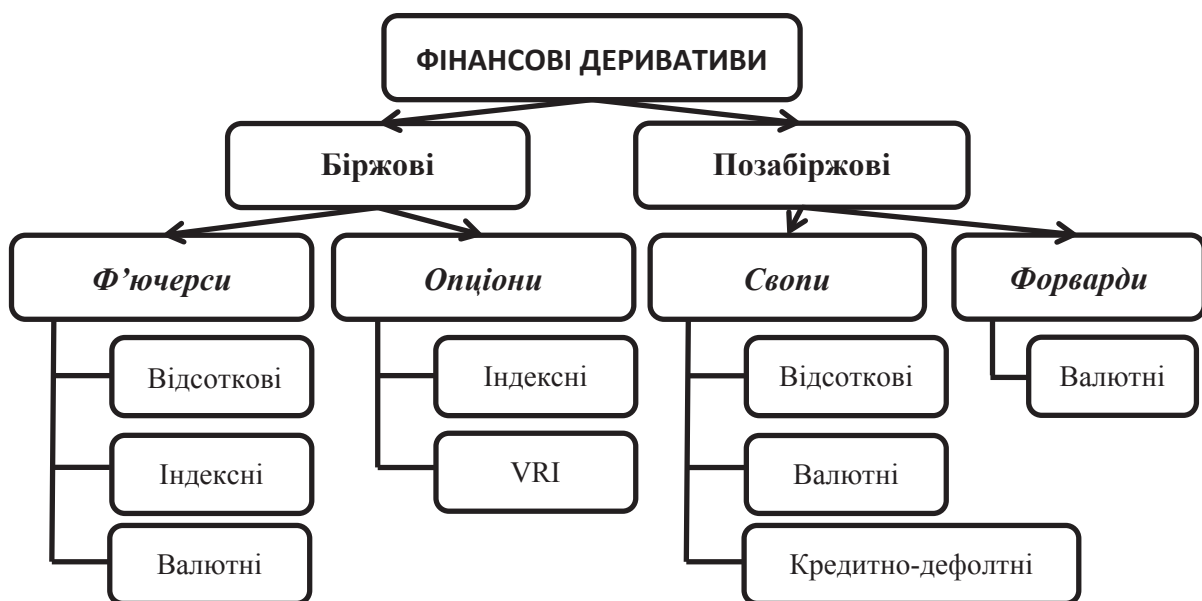 ФІНАНСОВІ ДЕРИВАТИВИ
Біржові
Позабіржові
Ф’ючерси
Опціони
Свопи
Форварди
Відсоткові
Індексні
Відсоткові
Валютні
Індексні
VRI
Валютні
Валютні
Кредитно-дефолтні